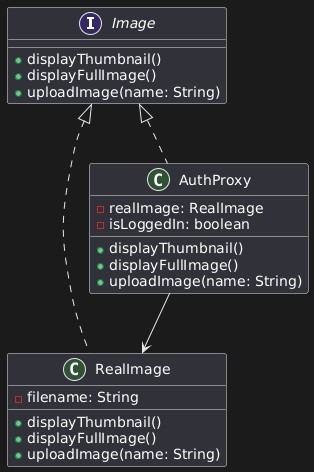 I Image
displayThumbnail()
displayFullImage()
uploadImage(name: String)
C AuthProxy
realImage: RealImage
isLoggedIn: boolean
displayThumbnail()
displayFullImage()
uploadImage(name: String)
C RealImage
filename: String
displayThumbnail()
displayFullImage()
uploadImage(name: String)